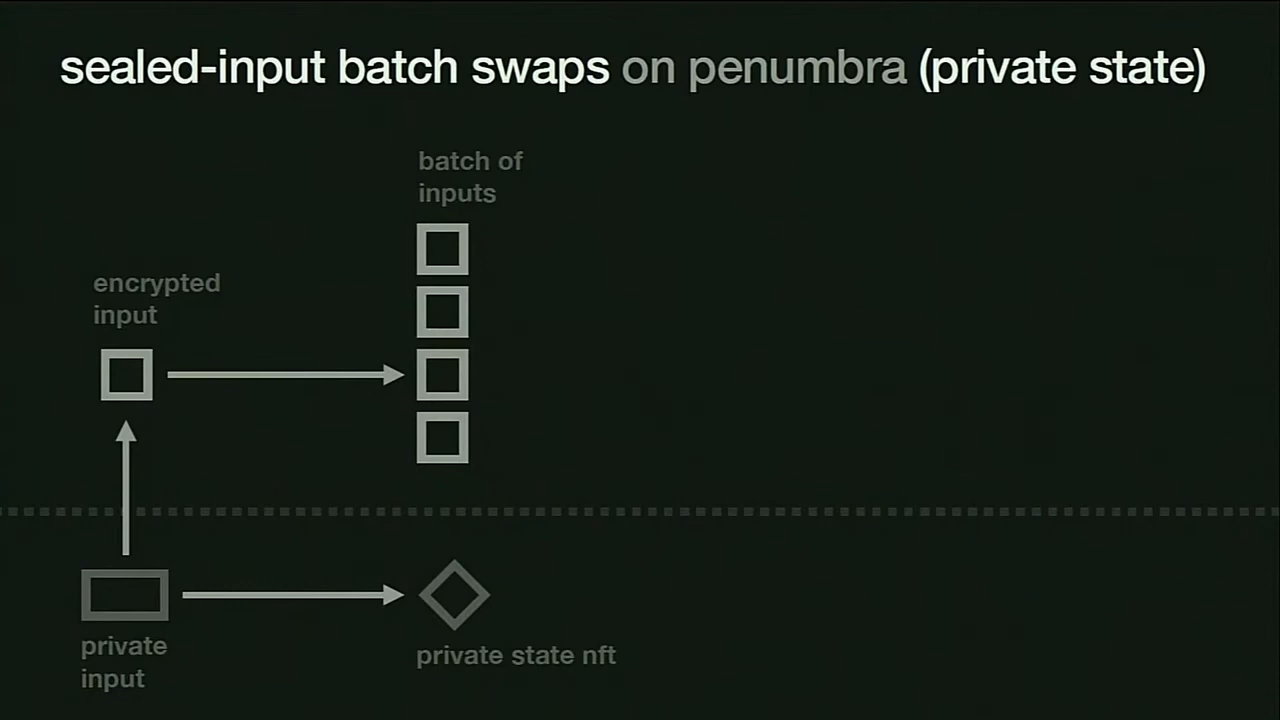 sealed-input batch swaps on penumbra (private state)
batch of
inputs
encrypted
input
private
input
private state nft